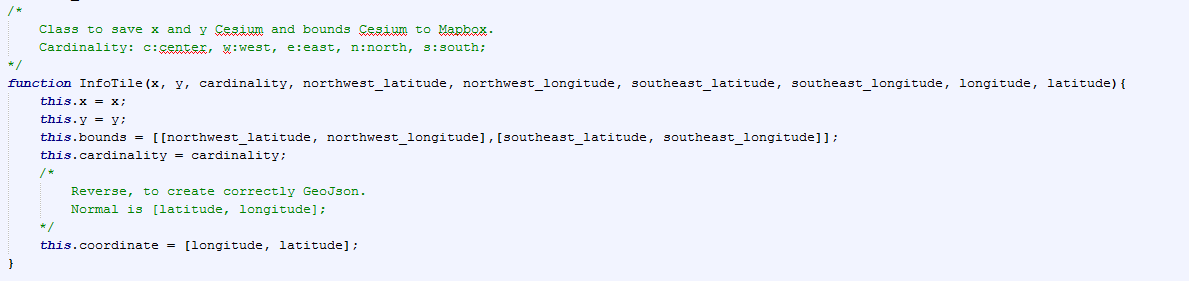 /*
Class to save x and y Cesium and bounds Cesium to Mapbox.
Cardinality: c:center, w:west, e:east, n:north, s:south;
*/
function InfoTile(x, y, cardinality, northwest_latitude, northwest_longitude, southeast_latitude, southeast_longitude, longitude, latitude){
this.x = x;
this.y = y;
this.bounds = [[northwest_latitude, northwest_longitude],[southeast_latitude, southeast_longitude]];
this.cardinality = cardinality;
/*
Reverse, to create correctly GeoJson.
Normal is [latitude, longitude];
*/
this.coordinate = [longitude, latitude];
}